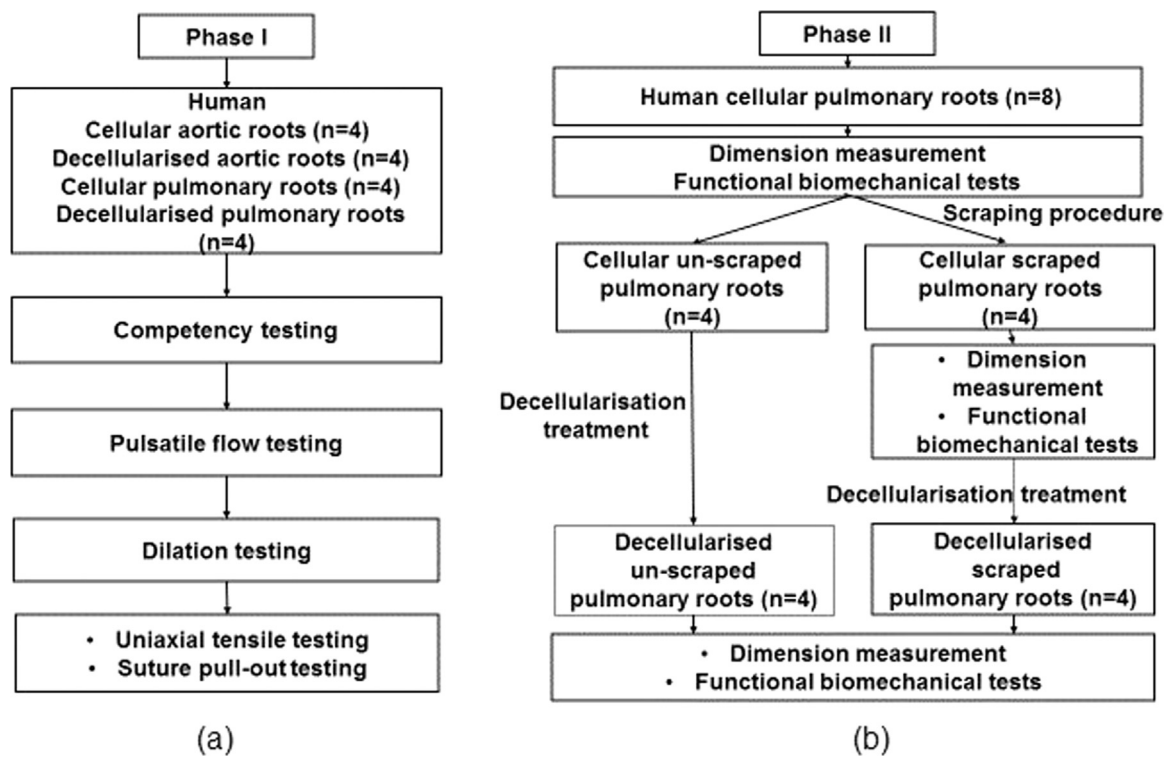 Phase I
Human
Cellular aortic roots (n=4)
Decellularised aortic roots (n=4)
Cellular pulmonary roots (n=4)
Decellularised pulmonary roots
(n=4)
Competency testing
Pulsatile flow testing
Dilation testing
• Uniaxial tensile testing
• Suture pull-out testing
(a)
Phase II
Human cellular pulmonary roots (n=8)
Dimension measurement
Functional biomechanical tests
Scraping procedure
Cellular un-scraped
pulmonary roots
(n=4)
Cellular scraped
pulmonary roots
(n=4)
• Dimension
measurement
• Functional
biomechanical tests
Decellularisation
treatment
Decellularisation treatment
Decellularised
un-scraped
pulmonary roots (n=4)
Decellularised
scraped
pulmonary roots (n=4)
• Dimension measurement
• Functional biomechanical tests
(b)